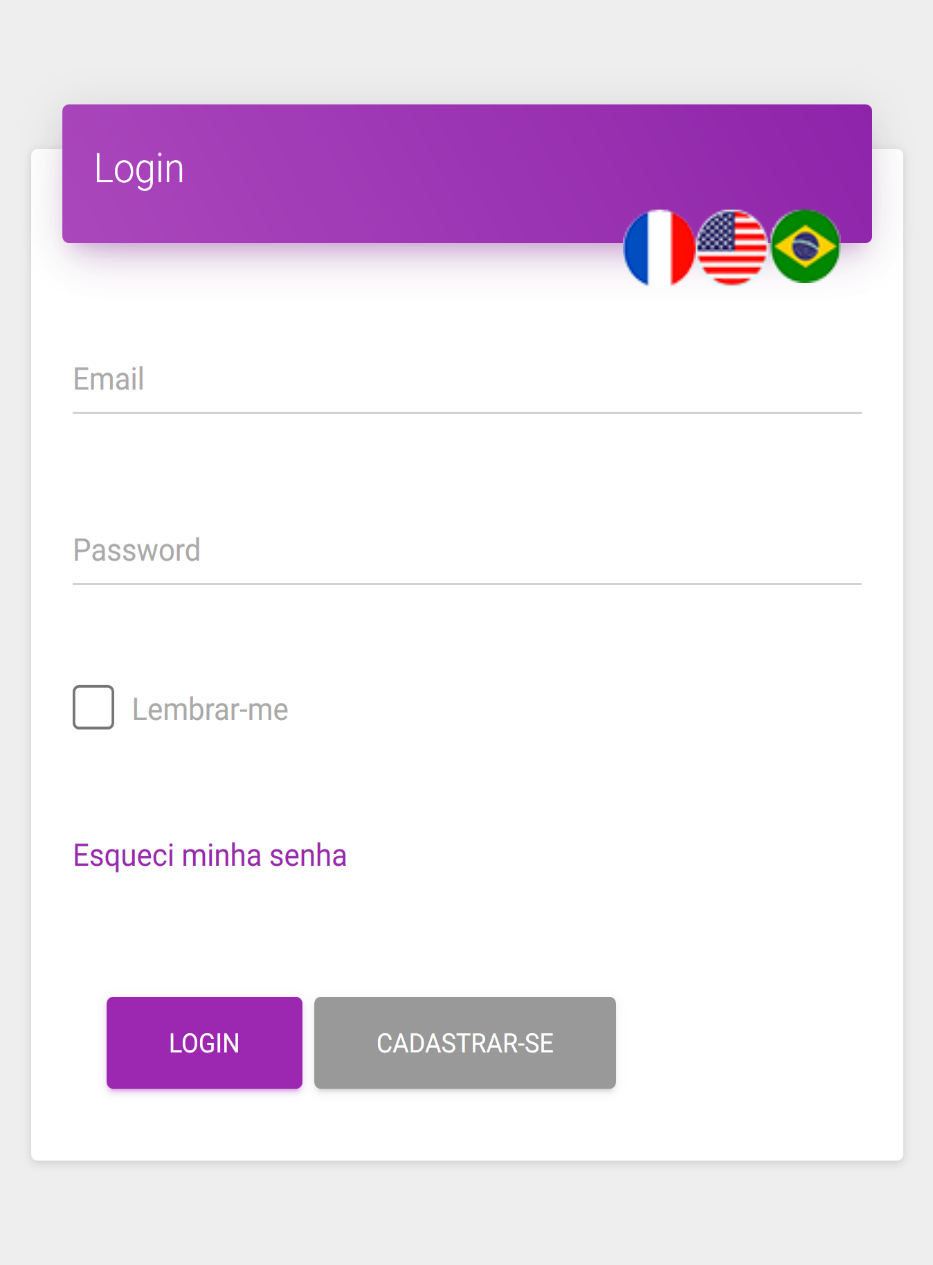 Login
Email
Password
Lembrar-me
Esqueci minha senha
LOGIN CADASTRAR-SE